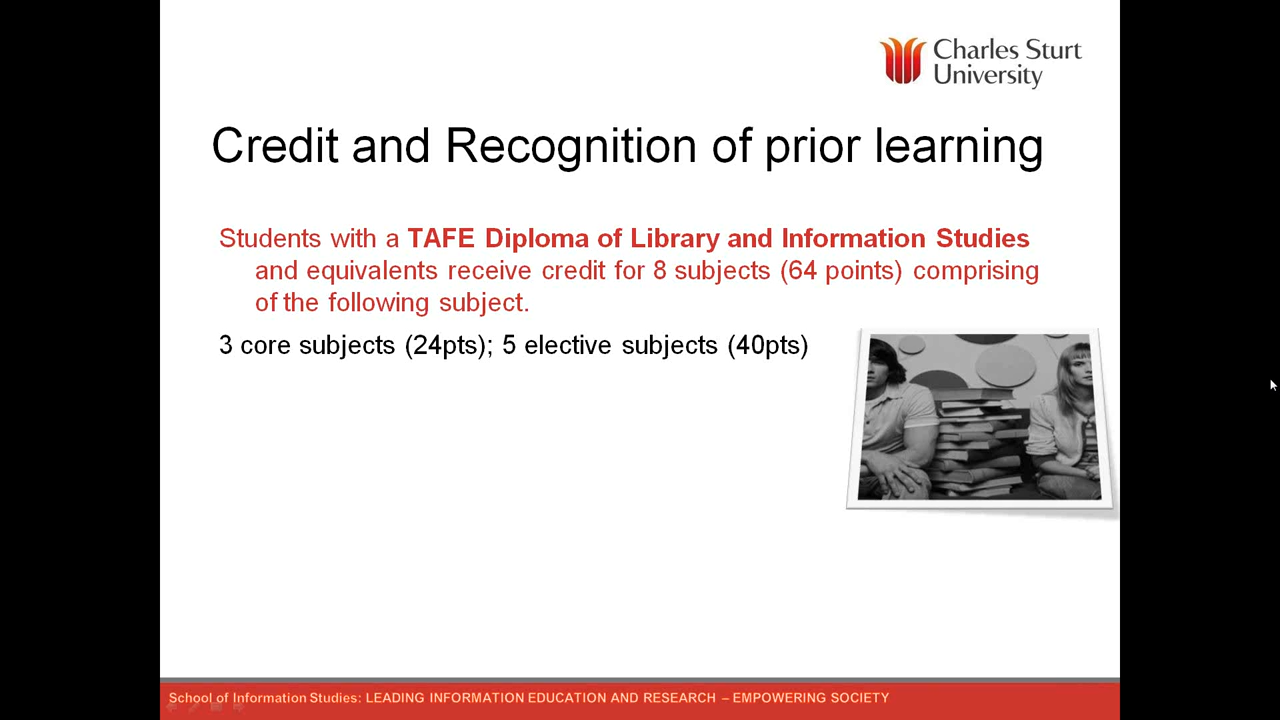 Charles Sturt
University
Credit and Recognition of prior learning
Students with a TAFE Diploma of Library and Information Studies
and equivalents receive credit for 8 subjects (64 points) comprising
of the following subject.
3 core subjects (24pts); 5 elective subjects (40pts)
School of Information Studies: LEADING INFORMATION EDUCATION AND RESEARCH – EMPOWERING SOCIETY